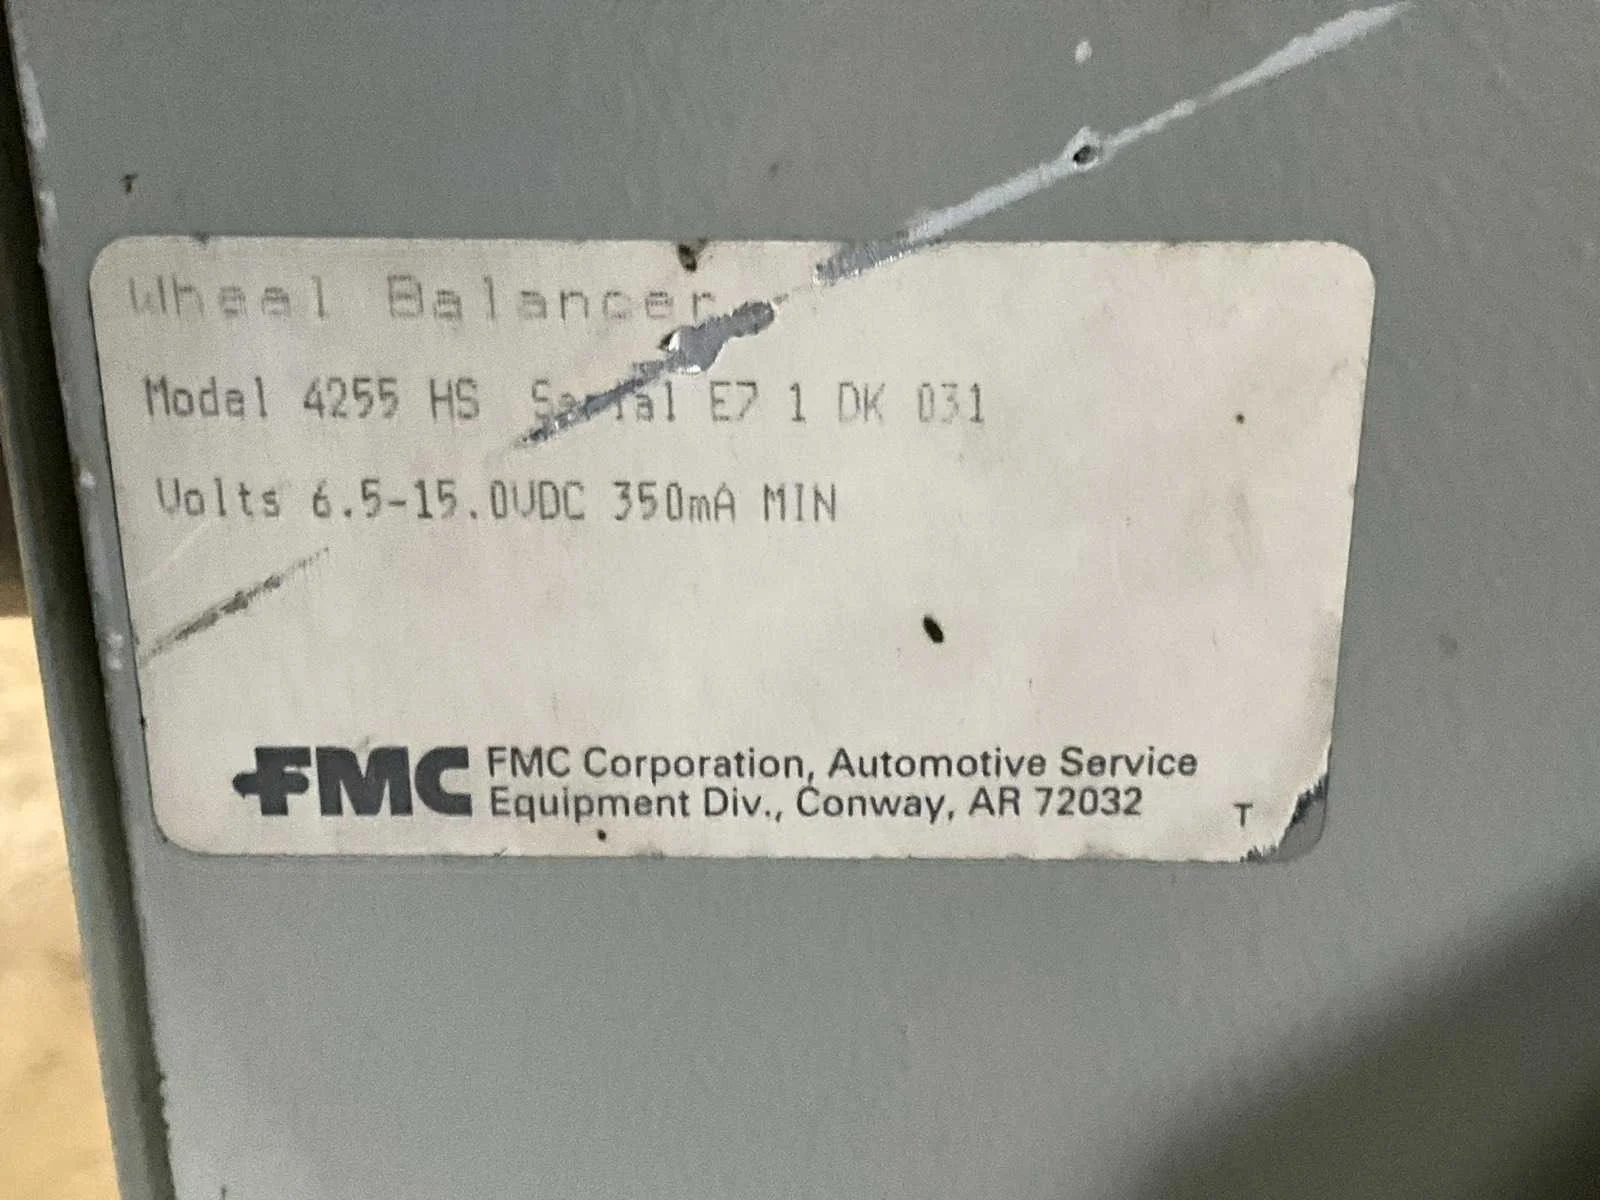 Wheel Balancer
Model 4255 HS Serial E7 1 DK 031
Volts 6.5-15.0VDC 350mA MIN
FMC FMC Corporation, Automotive Service
Equipment Div., Conway, AR 72032
T